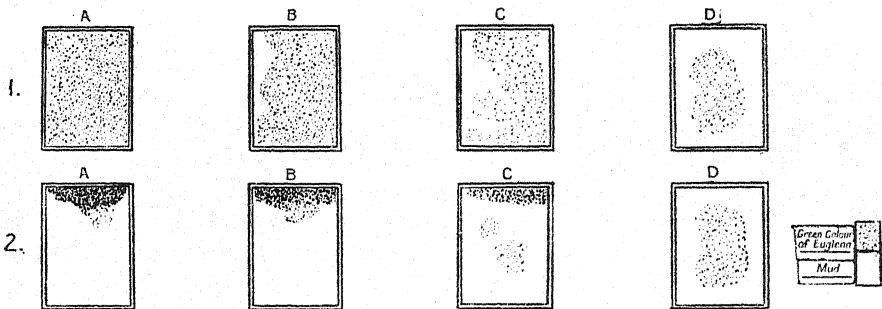 A B C D
1.
A B C D
2.
Green Colour
of Euglena
Mud